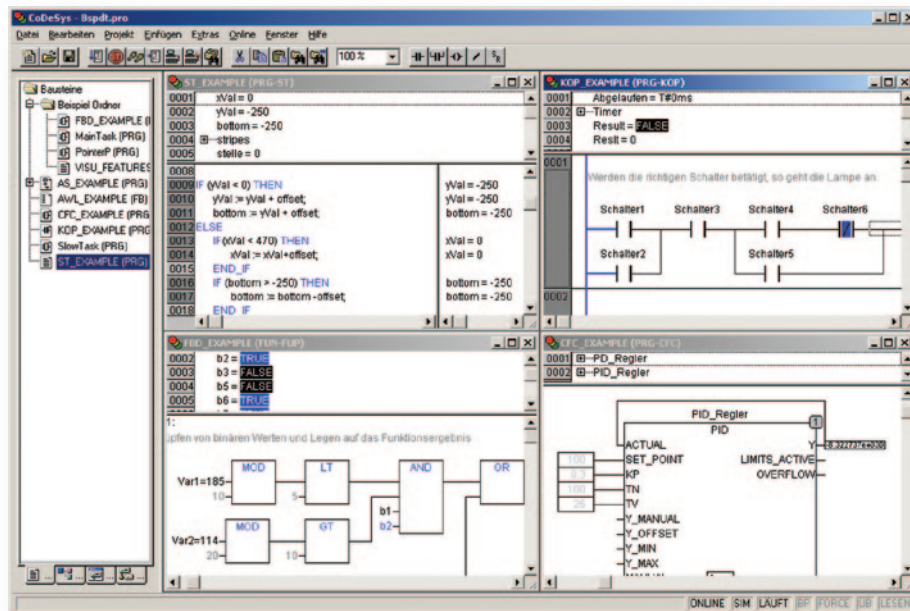 CoDeSys - Bspdt.pro
Datei Bearbeiten Projekt Einfügen Extras Online Fenster Hilfe
100 %
Bausteine
Beispiel Ordner
FBD_EXAMPLE (
MainTask (PRG)
PointerP (PRG)
VISU_FEATURES
AS_EXAMPLE (PRG)
AWL_EXAMPLE (FB)
CFC_EXAMPLE (PRG)
KOP_EXAMPLE (PRG
SlowTask (PRG)
ST_EXAMPLE (PRG)
ST_EXAMPLE (PRG-ST)
0001 xVal = 0
0002 yVal = -250
0003 bottom = -250
0004 stripes
0005 stelle = 0
0008
0009 IF (yVal < 0) THEN yVal = -250
0010 yVal := yVal + offset; yVal = -250
0011 bottom := yVal + offset; bottom = -250
0012 ELSE
0013 IF(xVal < 470) THEN xVal = 0
0014 xVal :=xVal+offset; xVal = 0
0015 END_IF
0016 IF (bottom > -250) THEN bottom = -250
0017 bottom := bottom -offset; bottom = -250
0018 END_IF
KOP_EXAMPLE (PRG-KOP)
0001 Abgelaufen = T#0ms
0002 Timer
0003 Result = FALSE
0004 Reslt = 0
0001
Werden die richtigen Schalter betätigt, so geht die Lampe an
Schalter1 Schalter3 Schalter4 Schalter6
Schalter2 Schalter5
0002
FBD_EXAMPLE (FUN-FUP)
0002 b2 = TRUE
0003 b3 = FALSE
0004 b5 = FALSE
0005 b6 = TRUE
1:
üpfen von binären Werten und Legen auf das Funktionsergebnis
MOD LT AND OR
Var1=185
10 5
b1
b2
MOD GT
Var2=114
20 10
CFC_EXAMPLE (PRG-CFC)
0001 PD_Regler
0002 PID_Regler
PID_Regler
1
PID
ACTUAL Y
100 SET_POINT LIMITS_ACTIVE
0.3 KP OVERFLOW
180 TN
25 TV
Y_MANUAL
Y_OFFSET
Y_MIN
Y_MAX
MANUAL
ONLINE SIM LÄUFT BP FORCE ÜB LESEN